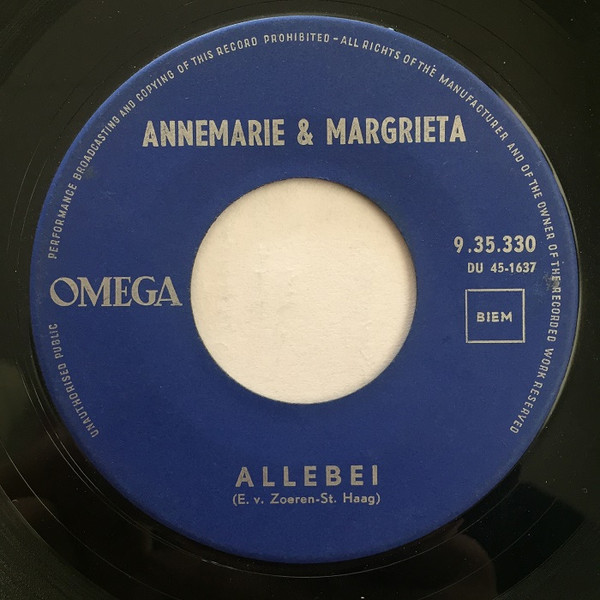 UNAUTHORISED PUBLIC PERFORMANCE BROADCASTING AND COPYING OF THIS RECORD PROHIBITED - ALL RIGHTS OF THE MANUFACTURER AND OF THE OWNER OF THE RECORDED WORK RESERVED
ANNEMARIE & MARGRIETA
9.35.330
DU 45-1637
OMEGA
BIEM
ALLEBEI
(E. v. Zoeren-St. Haag)